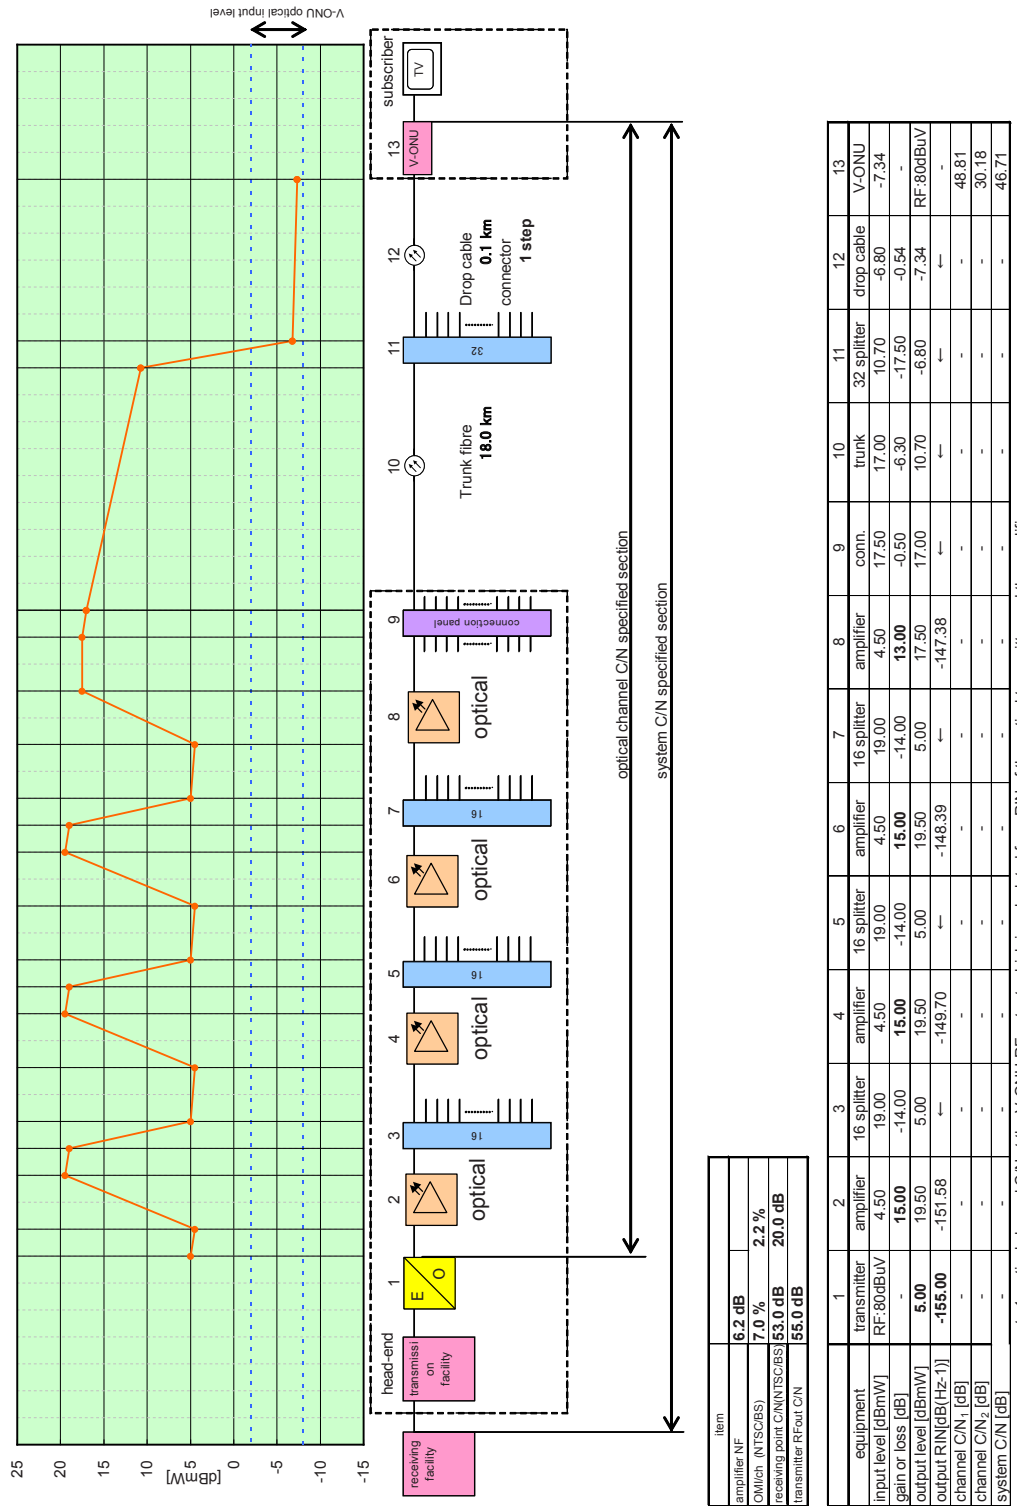 25
20
15
10
5
0
-5
-10
-15
[dBmW]
V-ONU optical input level
head-end
subscriber
receiving facility
transmissi on facility
1
E
O
2
optical
3
16
4
optical
5
16
6
optical
7
16
8
optical
9
connection panel
10
Trunk fibre
18.0 km
11
32
12
Drop cable
0.1 km
connector
1 step
13
V-ONU
TV
optical channel C/N specified section
system C/N specified section
item
amplifier NF 6.2 dB
OMI/ch (NTSC/BS) 7.0 % 2.2 %
receiving point C/N(NTSC/BS) 53.0 dB 20.0 dB
transmitter RFout C/N 55.0 dB
1 2 3 4 5 6 7 8 9 10 11 12 13
equipment transmitter amplifier 16 splitter amplifier 16 splitter amplifier 16 splitter amplifier conn. trunk 32 splitter drop cable V-ONU
input level [dBmW] RF:80dBuV 4.50 19.00 4.50 19.00 4.50 19.00 4.50 17.50 17.00 10.70 -6.80 -7.34
gain or loss [dB] - 15.00 -14.00 15.00 -14.00 15.00 -14.00 13.00 -0.50 -6.30 -17.50 -0.54 -
output level [dBmW] 5.00 19.50 5.00 19.50 5.00 19.50 5.00 17.50 17.00 10.70 -6.80 -7.34 RF:80dBuV
output RIN[dB(Hz-1)] -155.00 -151.58 ← -149.70 ← -148.39 ← -147.38 ← ← ← ← -
channel C/N1 [dB] - - - - - - - - - - - - 48.81
channel C/N2 [dB] - - - - - - - - - - - - 30.18
system C/N [dB] - - - - - - - - - - - 46.71